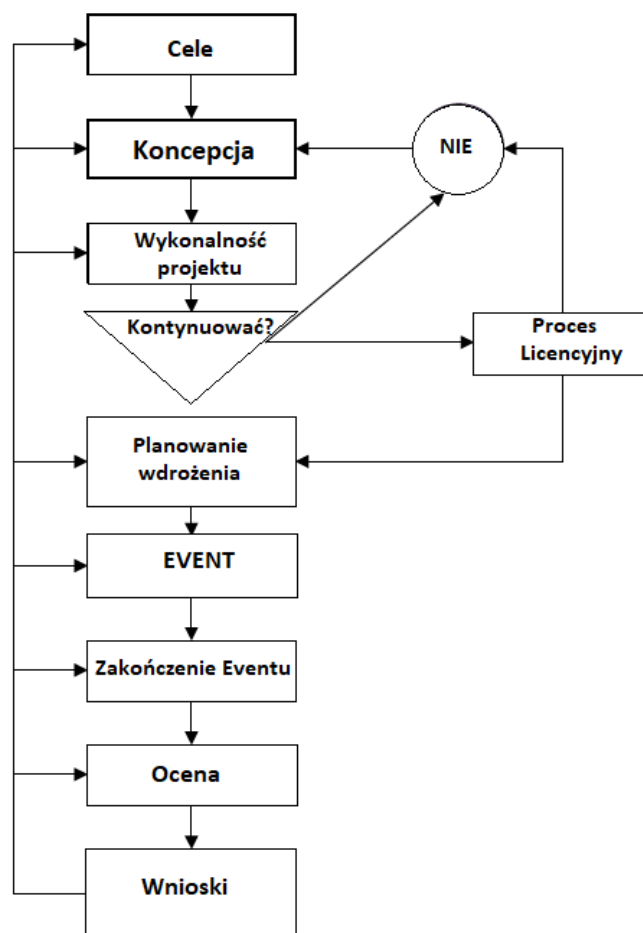 Cele
Koncepcja
NIE
Wykonalność
projektu
Kontynuować?
Proces
Licencyjny
Planowanie
wdrożenia
EVENT
Zakończenie Eventu
Ocena
Wnioski